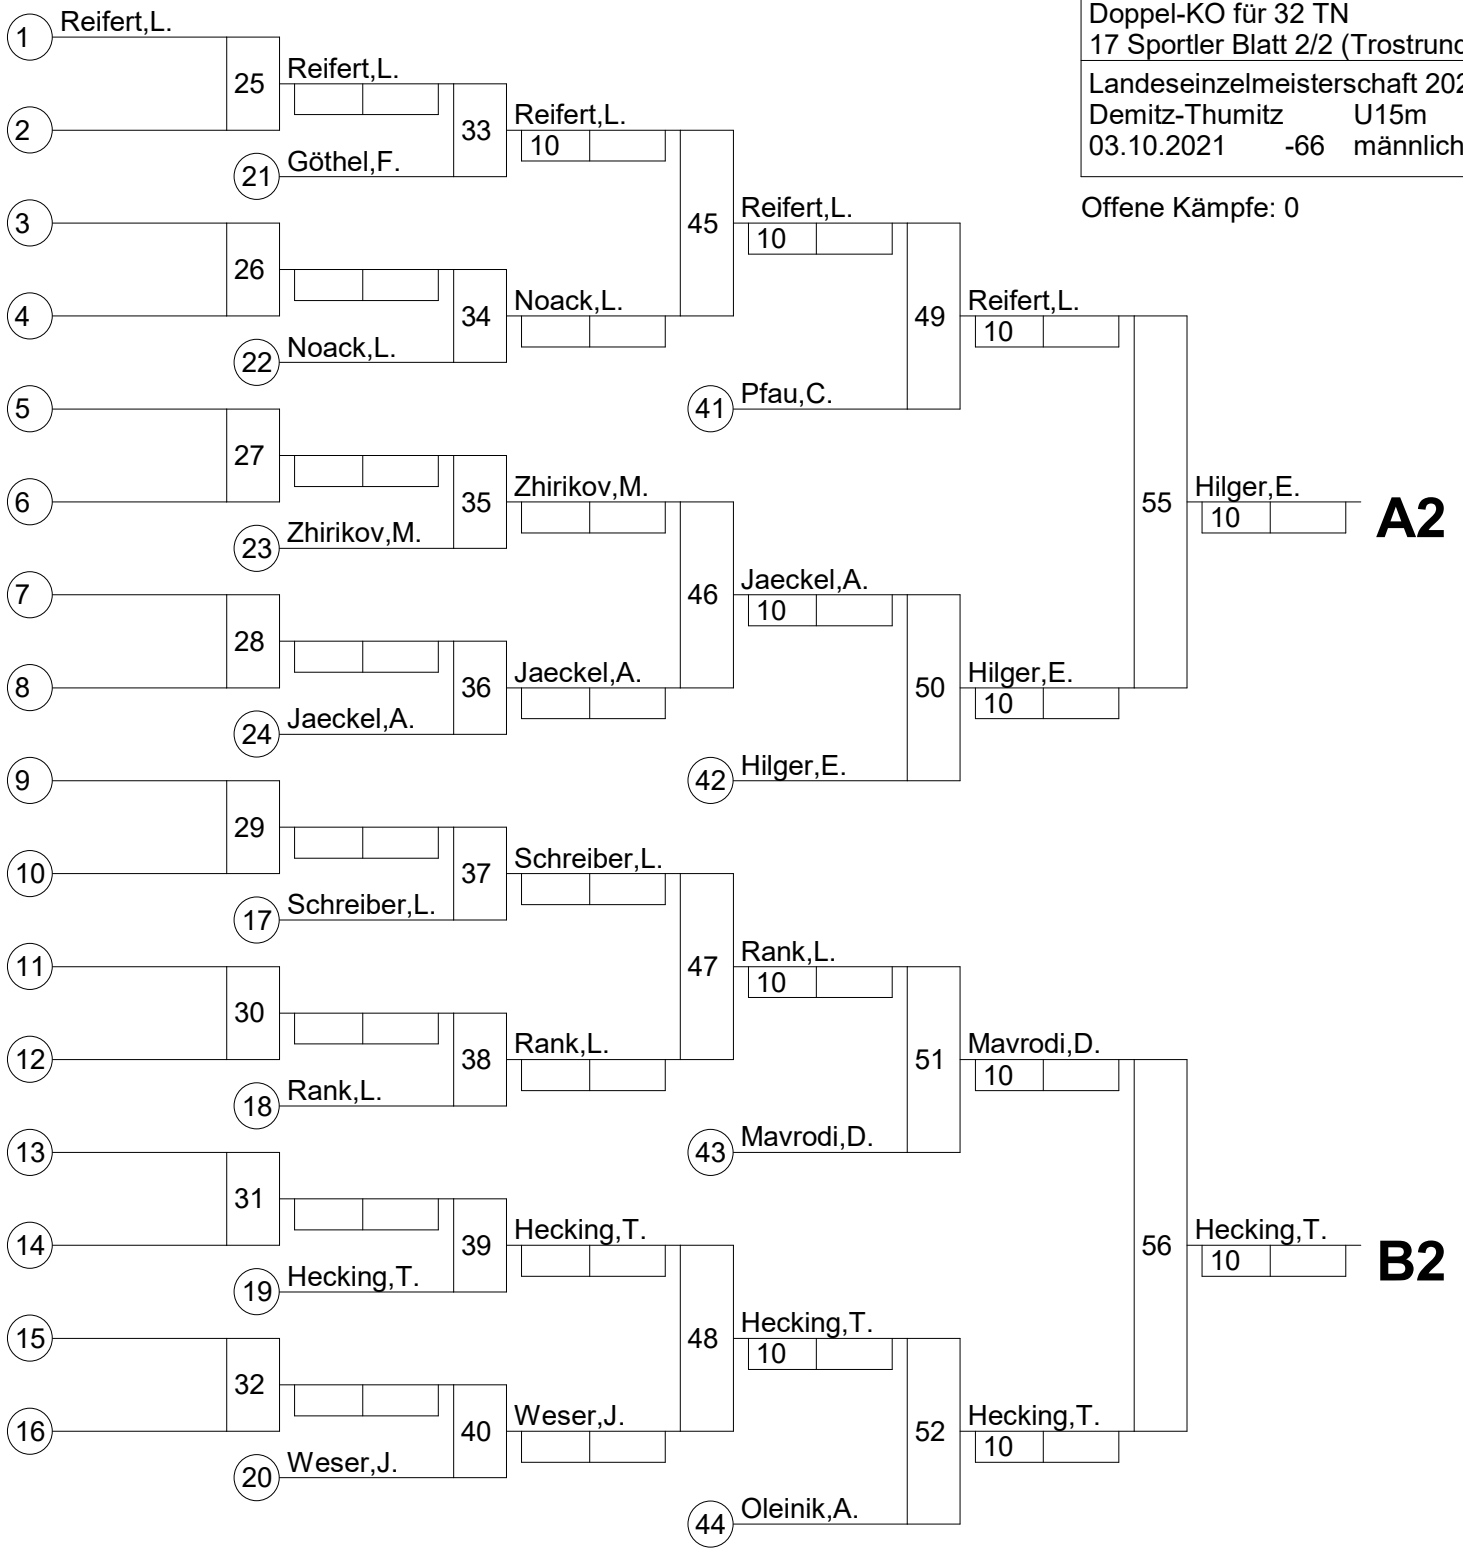 Doppel-KO für 32 TN
17 Sportler Blatt 2/2 (Trostrund
Landeseinzelmeisterschaft 202
Demitz-Thumitz U15m
03.10.2021 -66 männlich
Offene Kämpfe: 0
1 Reifert,L.
25 Reifert,L.
2
33 Reifert,L.
10
21 Göthel,F.
3
45 Reifert,L.
10
26
4
34 Noack,L.
22 Noack,L.
49 Reifert,L.
10
5
41 Pfau,C.
27
6
35 Zhirikov,M.
23 Zhirikov,M.
55 Hilger,E.
10
A2
7
46 Jaeckel,A.
10
28
8
36 Jaeckel,A.
24 Jaeckel,A.
50 Hilger,E.
10
9
42 Hilger,E.
29
10
37 Schreiber,L.
17 Schreiber,L.
11
47 Rank,L.
10
30
12
38 Rank,L.
18 Rank,L.
51 Mavrodi,D.
10
13
43 Mavrodi,D.
31
14
39 Hecking,T.
19 Hecking,T.
56 Hecking,T.
10
B2
15
48 Hecking,T.
10
32
16
40 Weser,J.
20 Weser,J.
52 Hecking,T.
10
44 Oleinik,A.